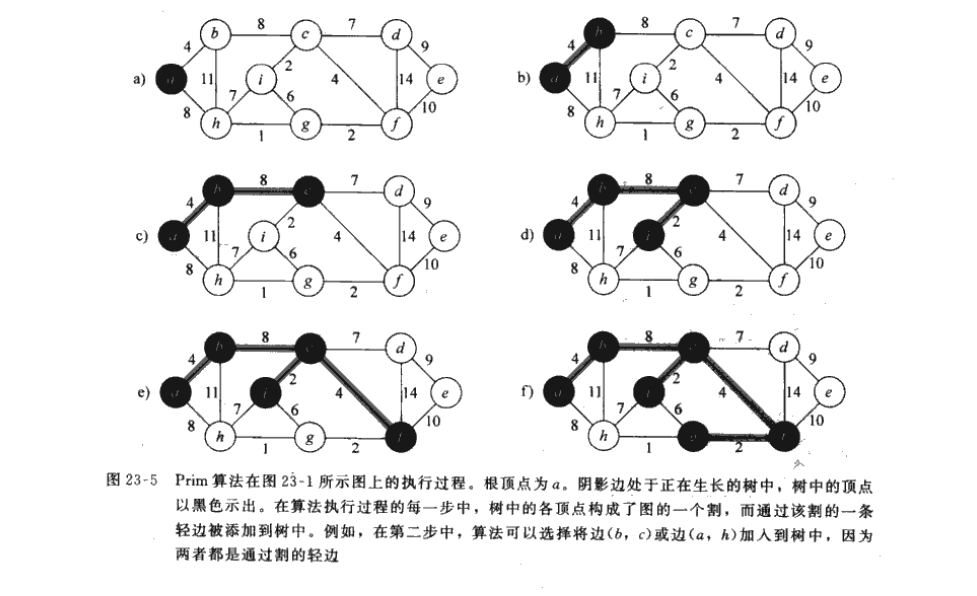 8 7
b c d
4 2 9
a) a 11 i 4 14 e
7 6
8 10
h g f
1 2
8 7
b c d
4 2 9
b) a 11 i 4 14 e
7 6
8 10
h g f
1 2
8 7
b c d
4 2 9
c) a 11 i 4 14 e
7 6
8 10
h g f
1 2
8 7
b c d
4 2 9
d) a 11 i 4 14 e
7 6
8 10
h g f
1 2
8 7
b c d
4 2 9
e) a 11 i 4 14 e
7 6
8 10
h g f
1 2
8 7
b c d
4 2 9
f) a 11 i 4 14 e
7 6
8 10
h g f
1 2
图 23-5 Prim 算法在图 23-1 所示图上的执行过程。根顶点为 a。阴影边处于正在生长的树中,树中的顶点
以黑色示出。在算法执行过程的每一步中,树中的各顶点构成了图的一个割,而通过该割的一条
轻边被添加到树中。例如,在第二步中,算法可以选择将边(b,c)或边(a,h)加入到树中,因为
两者都是通过割的轻边